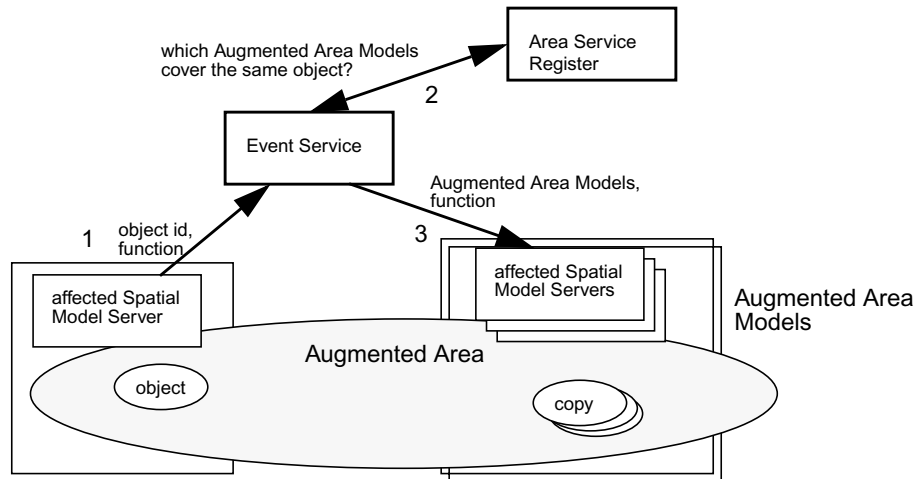 which Augmented Area Models
cover the same object?
Area Service
Register
2
Event Service
Augmented Area Models,
function
1
object id,
function
3
affected Spatial
Model Server
affected Spatial
Model Servers
Augmented Area
Models
Augmented Area
object
copy